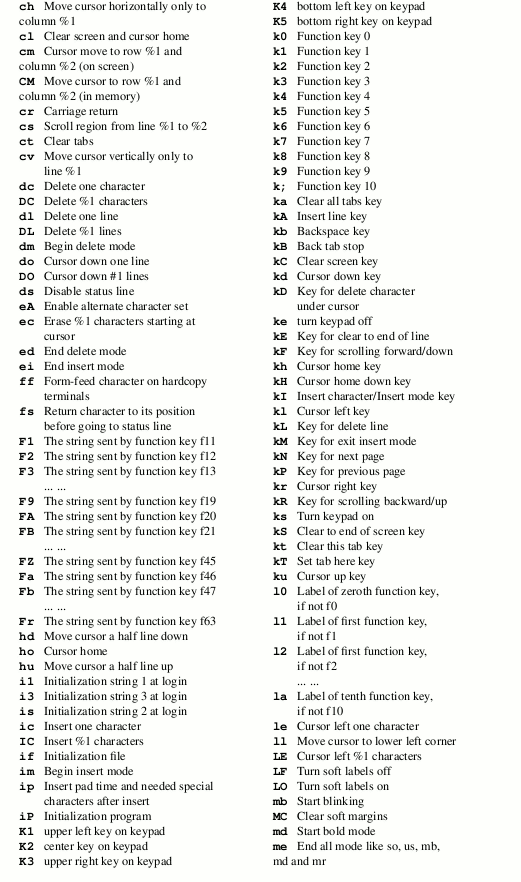 ch Move cursor horizontally only to
column %1
cl Clear screen and cursor home
cm Cursor move to row %1 and
column %2 (on screen)
CM Move cursor to row %1 and
column %2 (in memory)
cr Carriage return
cs Scroll region from line %1 to %2
ct Clear tabs
cv Move cursor vertically only to
line %1
dc Delete one character
DC Delete %1 characters
dl Delete one line
DL Delete %1 lines
dm Begin delete mode
do Cursor down one line
DO Cursor down #1 lines
ds Disable status line
eA Enable alternate character set
ec Erase %1 characters starting at
cursor
ed End delete mode
ei End insert mode
ff Form-feed character on hardcopy
terminals
fs Return character to its position
before going to status line
F1 The string sent by function key f11
F2 The string sent by function key f12
F3 The string sent by function key f13
... ...
F9 The string sent by function key f19
FA The string sent by function key f20
FB The string sent by function key f21
... ...
FZ The string sent by function key f45
Fa The string sent by function key f46
Fb The string sent by function key f47
... ...
Fr The string sent by function key f63
hd Move cursor a half line down
ho Cursor home
hu Move cursor a half line up
i1 Initialization string 1 at login
i3 Initialization string 3 at login
is Initialization string 2 at login
ic Insert one character
IC Insert %1 characters
if Initialization file
im Begin insert mode
ip Insert pad time and needed special
characters after insert
iP Initialization program
K1 upper left key on keypad
K2 center key on keypad
K3 upper right key on keypad
K4 bottom left key on keypad
K5 bottom right key on keypad
k0 Function key 0
k1 Function key 1
k2 Function key 2
k3 Function key 3
k4 Function key 4
k5 Function key 5
k6 Function key 6
k7 Function key 7
k8 Function key 8
k9 Function key 9
k; Function key 10
ka Clear all tabs key
kA Insert line key
kb Backspace key
kB Back tab stop
kC Clear screen key
kd Cursor down key
kD Key for delete character
under cursor
ke turn keypad off
kE Key for clear to end of line
kF Key for scrolling forward/down
kh Cursor home key
kH Cursor home down key
kI Insert character/Insert mode key
kl Cursor left key
kL Key for delete line
kM Key for exit insert mode
kN Key for next page
kP Key for previous page
kr Cursor right key
kR Key for scrolling backward/up
ks Turn keypad on
kS Clear to end of screen key
kt Clear this tab key
kT Set tab here key
ku Cursor up key
l0 Label of zeroth function key,
if not f0
l1 Label of first function key,
if not f1
l2 Label of first function key,
if not f2
... ...
la Label of tenth function key,
if not f10
le Cursor left one character
ll Move cursor to lower left corner
LE Cursor left %1 characters
LF Turn soft labels off
LO Turn soft labels on
mb Start blinking
MC Clear soft margins
md Start bold mode
me End all mode like so, us, mb,
md and mr